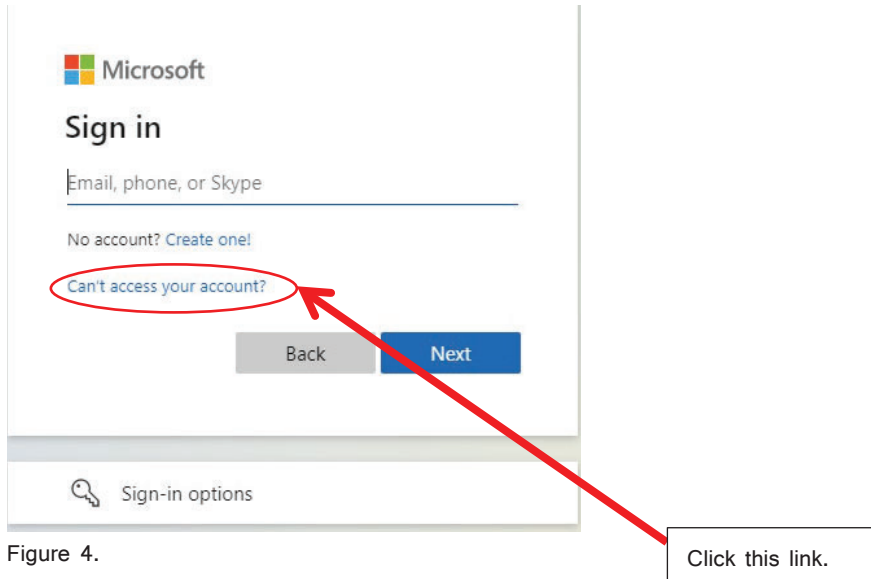 Microsoft
Sign in
Email, phone, or Skype
No account? Create one!
Can't access your account?
Back Next
Sign-in options
Figure 4.
Click this link.